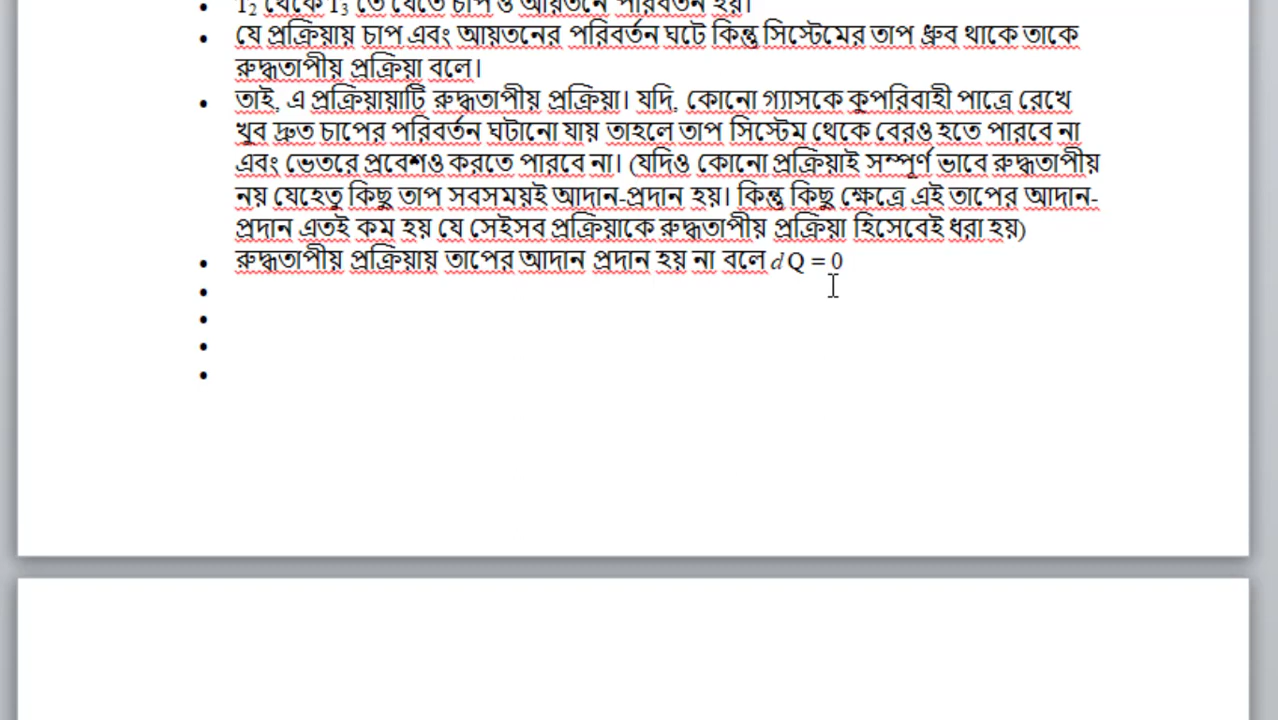 T2 থেকে T3 তে যেতে চাপ ও আয়তনে পরিবর্তন হয়।
যে প্রক্রিয়ায় চাপ এবং আয়তনের পরিবর্তন ঘটে কিন্তু সিস্টেমের তাপ ধ্রুব থাকে তাকে
রুদ্ধতাপীয় প্রক্রিয়া বলে।
তাই, এ প্রক্রিয়ায়াটি রুদ্ধতাপীয় প্রক্রিয়া। যদি, কোনো গ্যাসকে কুপরিবাহী পাত্রে রেখে
খুব দ্রুত চাপের পরিবর্তন ঘটানো যায় তাহলে তাপ সিস্টেম থেকে বেরও হতে পারবে না
এবং ভেতরে প্রবেশও করতে পারবে না। (যদিও কোনো প্রক্রিয়াই সম্পূর্ণ ভাবে রুদ্ধতাপীয়
নয় যেহেতু কিছু তাপ সবসময়ই আদান-প্রদান হয়। কিন্তু কিছু ক্ষেত্রে এই তাপের আদান-
প্রদান এতই কম হয় যে সেইসব প্রক্রিয়াকে রুদ্ধতাপীয় প্রক্রিয়া হিসেবেই ধরা হয়)
রুদ্ধতাপীয় প্রক্রিয়ায় তাপের আদান প্রদান হয় না বলে d Q = 0